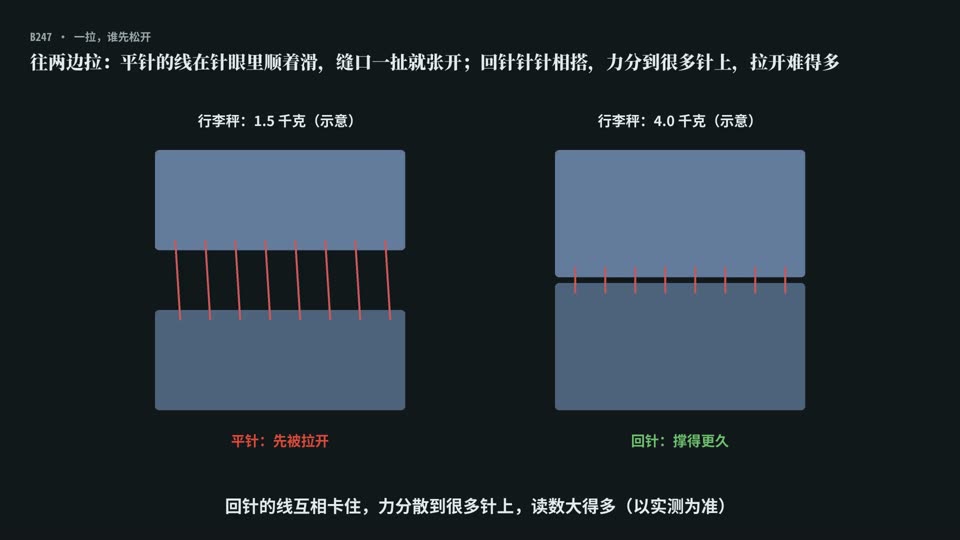 B247 · 一拉，谁先松开
往两边拉：平针的线在针眼里顺着滑，缝口一扯就张开；回针针针相搭，力分到很多针上，拉开难得多
行李秤：1.5 千克（示意）
行李秤：4.0 千克（示意）
平针：先被拉开
回针：撑得更久
回针的线互相卡住，力分散到很多针上，读数大得多（以实测为准）